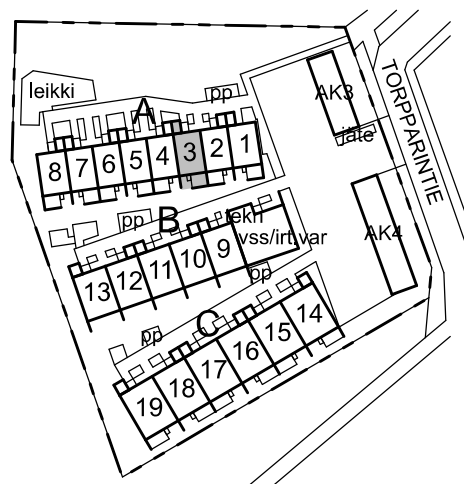 leikki
pp
A
AK3
TORPPARINTIE
jäte
8 7 6 5 4 3 2 1
pp
B
tekn
vss/irt.var
AK4
13 12 11 10 9
pp
C
pp
19 18 17 16 15 14